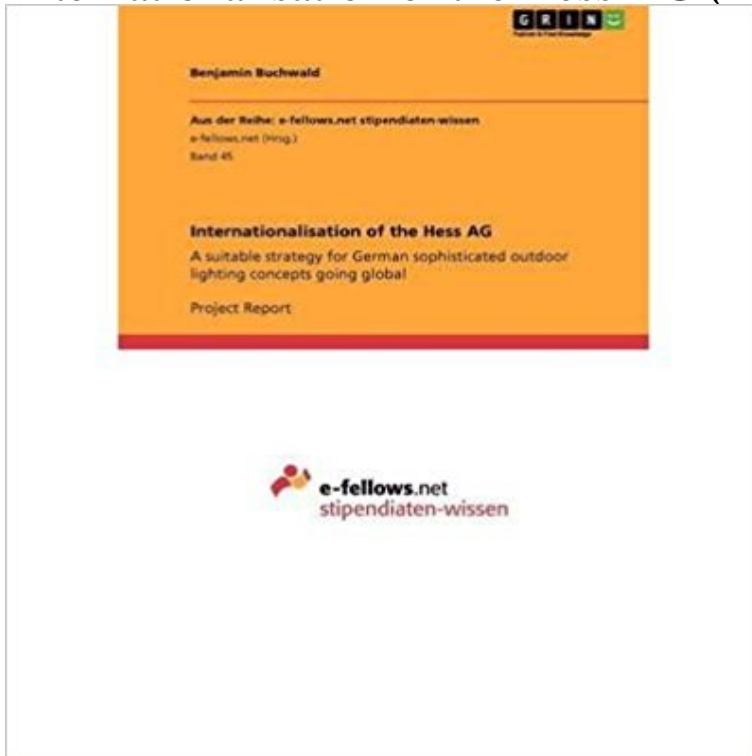 GRIN
Benjamin Buchwald
Aus der Reihe: e-fellows.net stipendiaten-wissen
e-fellows.net (Hrsg.)
Band 45
Internationalisation of the Hess AG
A suitable strategy for German sophisticated outdoor
lighting concepts going global
Project Report
e-fellows.net
stipendiaten-wissen